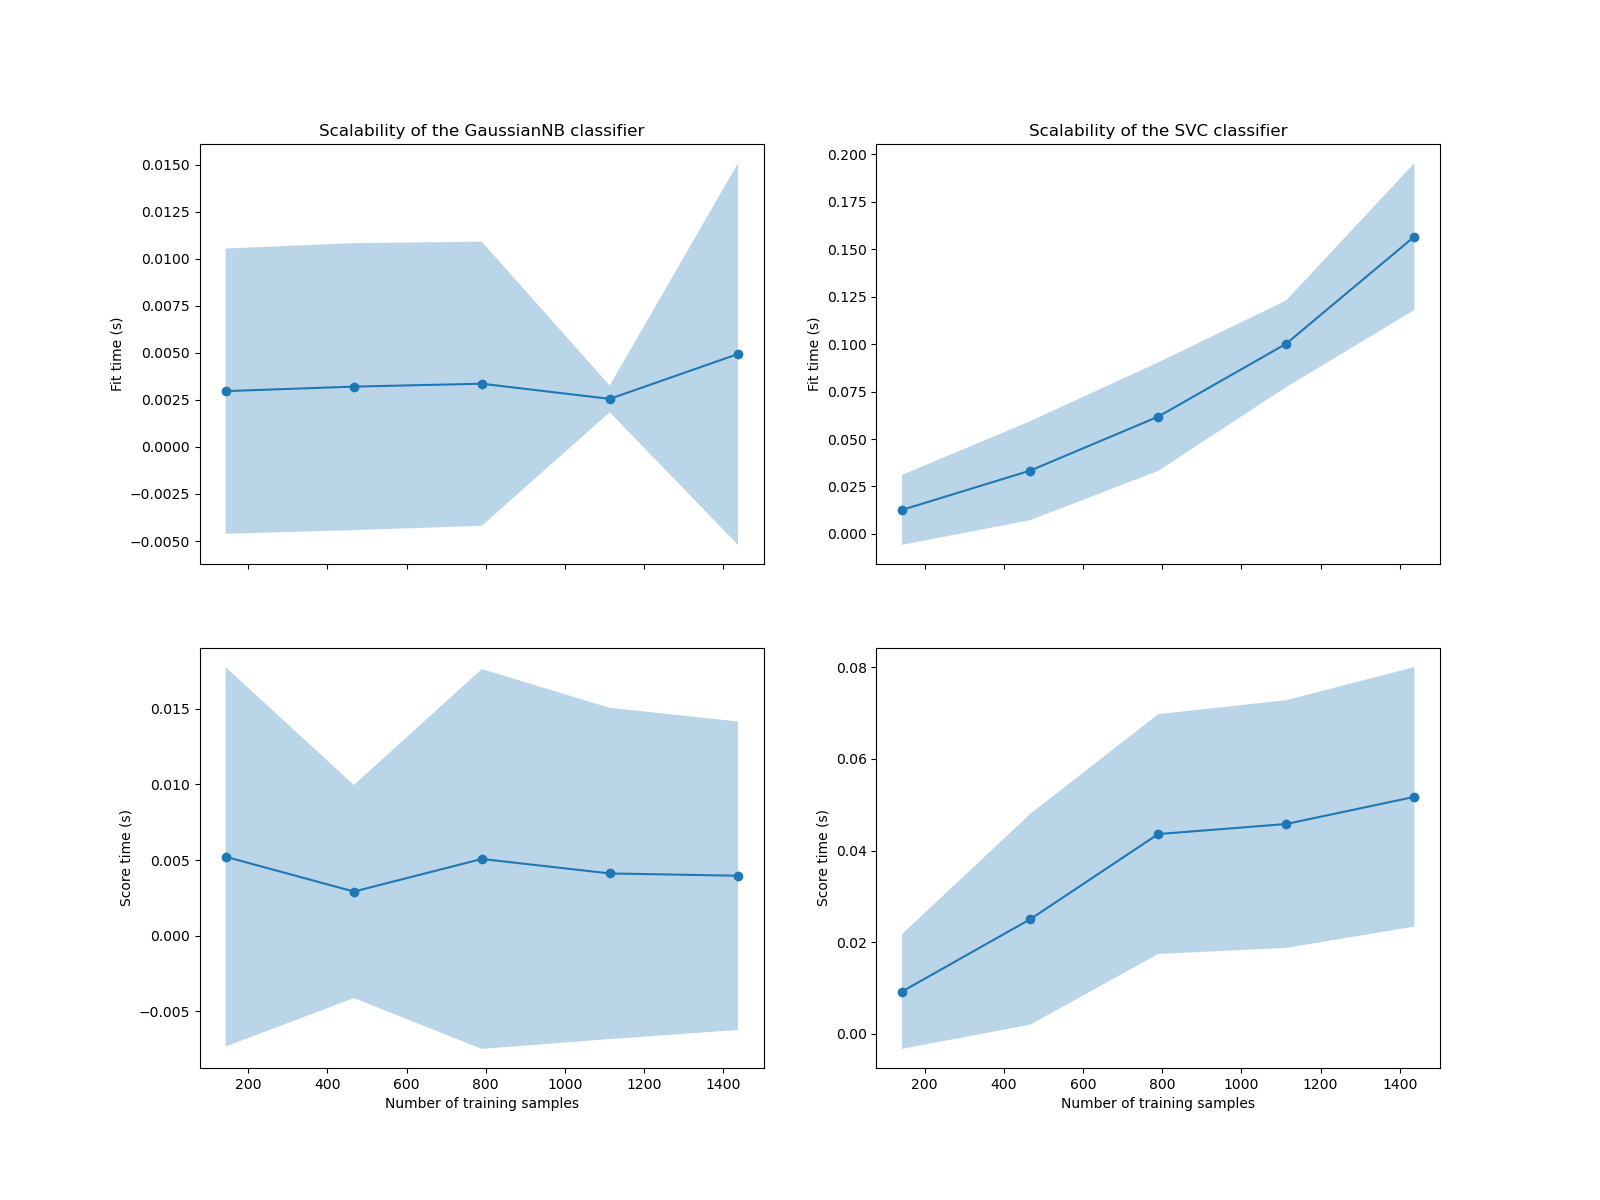 Scalability of the GaussianNB classifier
Fit time (s)
0.0150
0.0125
0.0100
0.0075
0.0050
0.0025
0.0000
−0.0025
−0.0050
Scalability of the SVC classifier
Fit time (s)
0.200
0.175
0.150
0.125
0.100
0.075
0.050
0.025
0.000
Score time (s)
0.015
0.010
0.005
0.000
−0.005
200 400 600 800 1000 1200 1400
Number of training samples
Score time (s)
0.08
0.06
0.04
0.02
0.00
200 400 600 800 1000 1200 1400
Number of training samples